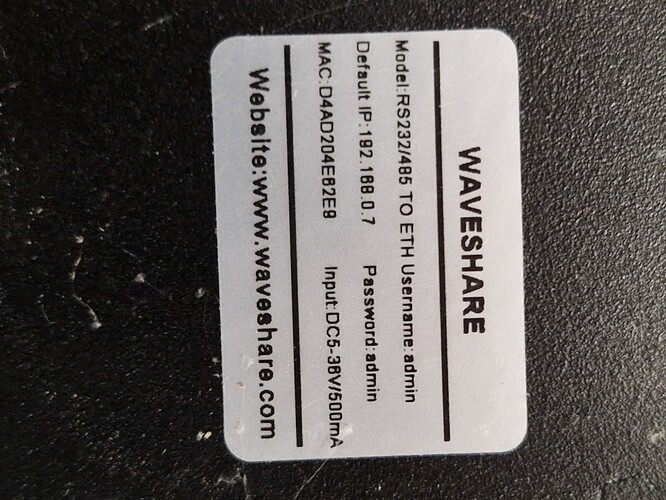 WAVESHARE
Model:RS232/485 TO ETH Username:admin
Default IP:192.168.0.7 Password:admin
MAC:D4AD204E62E8 Input:DC5-36V/500mA
Website:www.waveshare.com